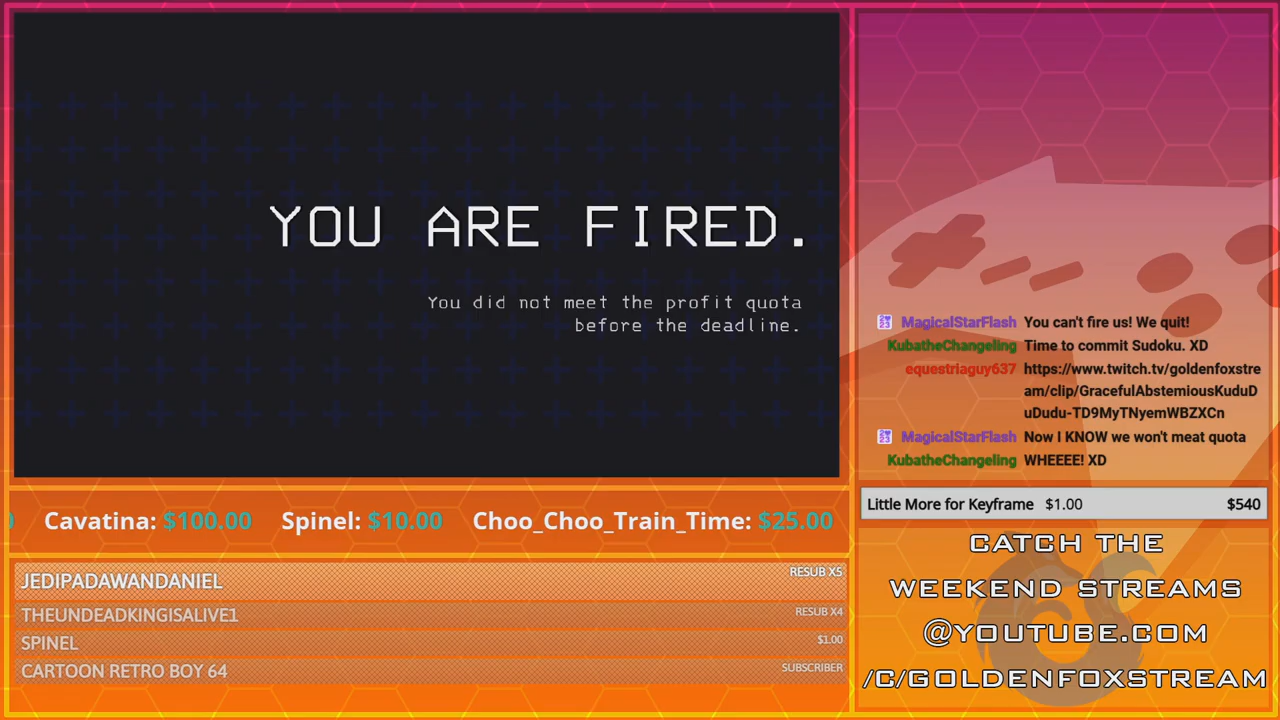 YOU ARE FIRED.
You did not meet the profit quota
before the deadline.
MagicalStarFlash You can't fire us! We quit!
KubatheChangeling Time to commit Sudoku. XD
equestriaguy637 https://www.twitch.tv/goldenfoxstre
am/clip/GracefulAbstemiousKuduD
uDudu-TD9MyTNyemWBZXCn
MagicalStarFlash Now I KNOW we won't meat quota
KubatheChangeling WHEEEE! XD
Little More for Keyframe $1.00 $540
Cavatina: $100.00 Spinel: $10.00 Choo_Choo_Train_Time: $25.00
JEDIPADAWANDANIEL RESUB X5
THEUNDEADKINGISALIVE1 RESUB X4
SPINEL $1.00
CARTOON RETRO BOY 64 SUBSCRIBER
CATCH THE
WEEKEND STREAMS
@YOUTUBE.COM
/C/GOLDENFOXSTREAM